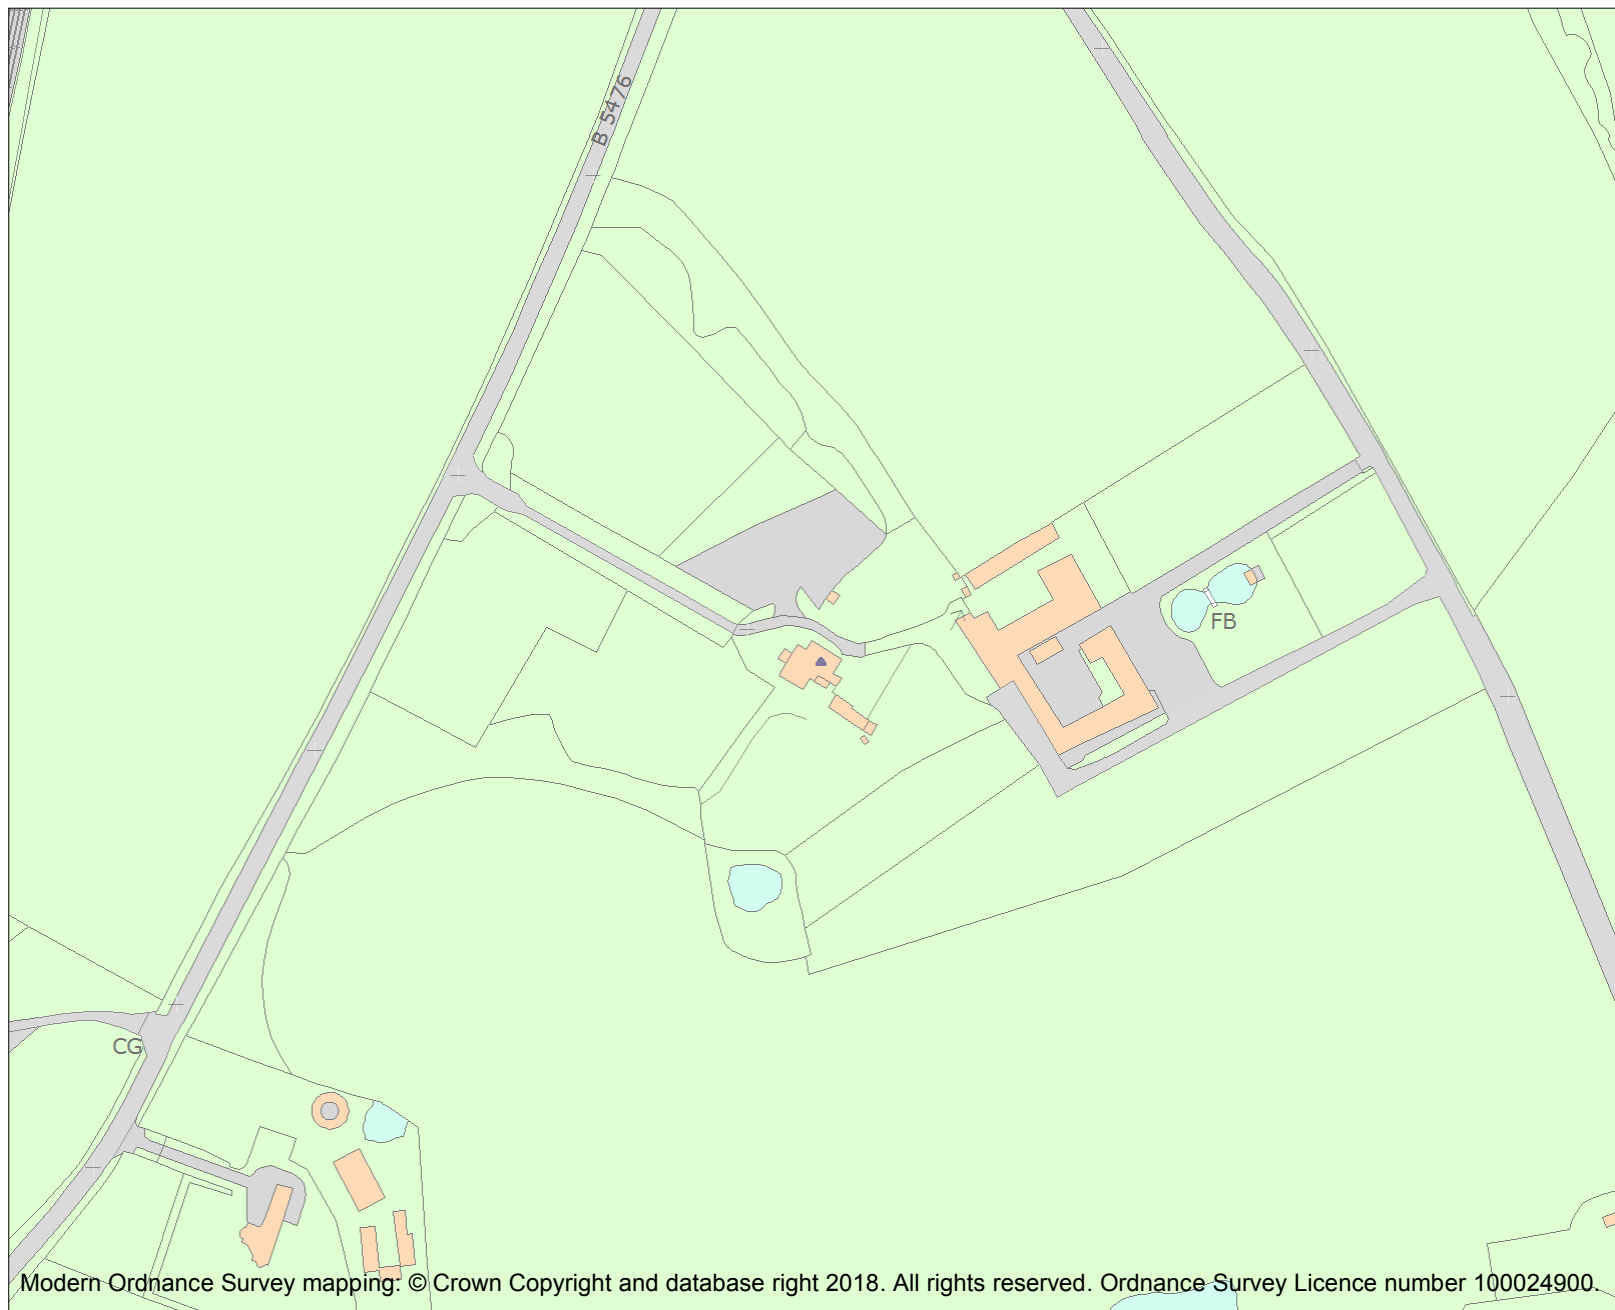 B 5476
FB
CG
Modern Ordnance Survey mapping: © Crown Copyright and database right 2018. All rights reserved. Ordnance Survey Licence number 100024900.